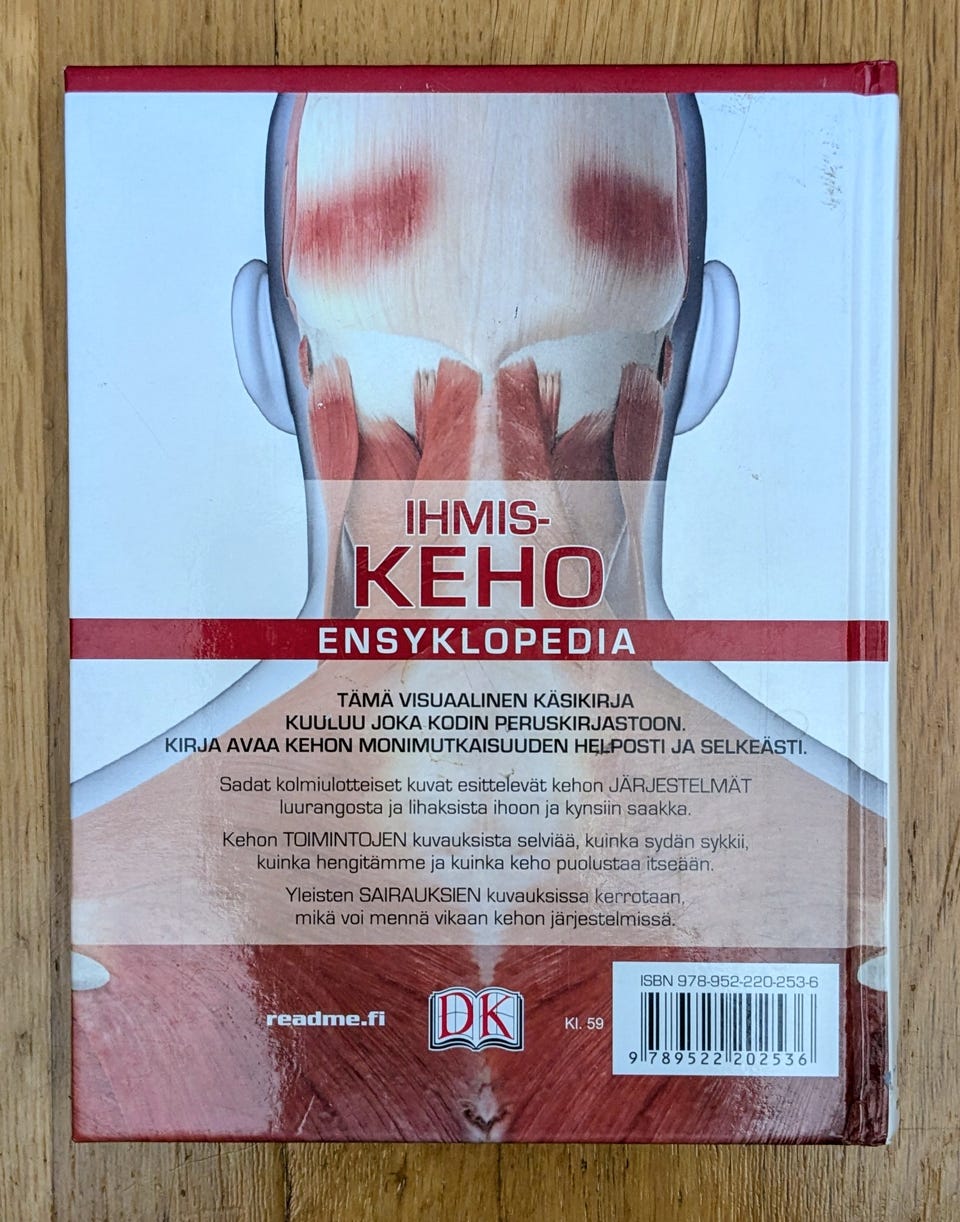 IHMIS-
KEHO
ENSYKLOPEDIA
TÄMÄ VISUAALINEN KÄSIKIRJA
KUULUU JOKA KODIN PERUSKIRJASTOON.
KIRJA AVAA KEHON MONIMUTKAISUUDEN HELPOSTI JA SELKEÄSTI.
Sadat kolmiulotteiset kuvat esittelevät kehon JÄRJESTELMÄT
luurangosta ja lihaksista ihoon ja kynsiin saakka.
Kehon TOIMINTOJEN kuvauksista selviää, kuinka sydän sykkii,
kuinka hengitämme ja kuinka keho puolustaa itseään.
Yleisten SAIRAUKSIEN kuvauksissa kerrotaan,
mikä voi mennä vikaan kehon järjestelmissä.
readme.fi
DK
Kl. 59
ISBN 978-952-220-253-6
9 789522 202536